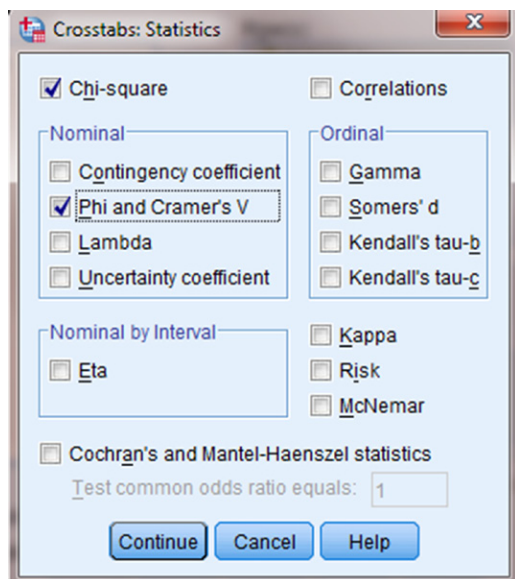 Crosstabs: Statistics
Chi-square
Correlations
Nominal
Contingency coefficient
Phi and Cramer's V
Lambda
Uncertainty coefficient
Ordinal
Gamma
Somers' d
Kendall's tau-b
Kendall's tau-c
Nominal by Interval
Eta
Kappa
Risk
McNemar
Cochran's and Mantel-Haenszel statistics
Test common odds ratio equals: 1
Continue Cancel Help